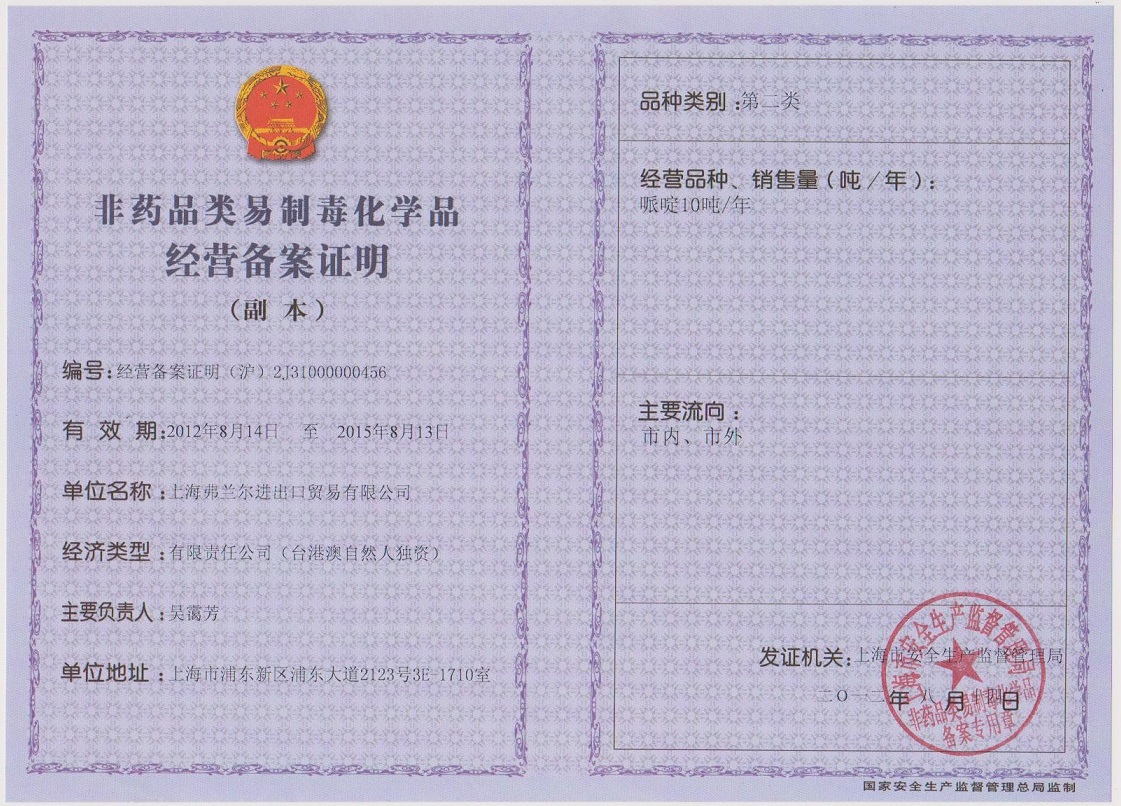 非药品类易制毒化学品
经营备案证明
（副 本）
编号：经营备案证明（沪）2J31000000456
有 效 期：2012年8月14日 至 2015年8月13日
单位名称：上海弗兰尔进出口贸易有限公司
经济类型：有限责任公司（台港澳自然人独资）
主要负责人：吴蔼芳
单位地址：上海市浦东新区浦东大道2123号3E-1710室
品种类别：第二类
经营品种、销售量（吨／年）：
哌啶10吨/年
主要流向：
市内、市外
发证机关：上海市安全生产监督管理局
二O一二年 八 月十四日
上海市安全生产监督管理局
非药品类易制毒化学品
备案专用章
国家安全生产监督管理总局监制